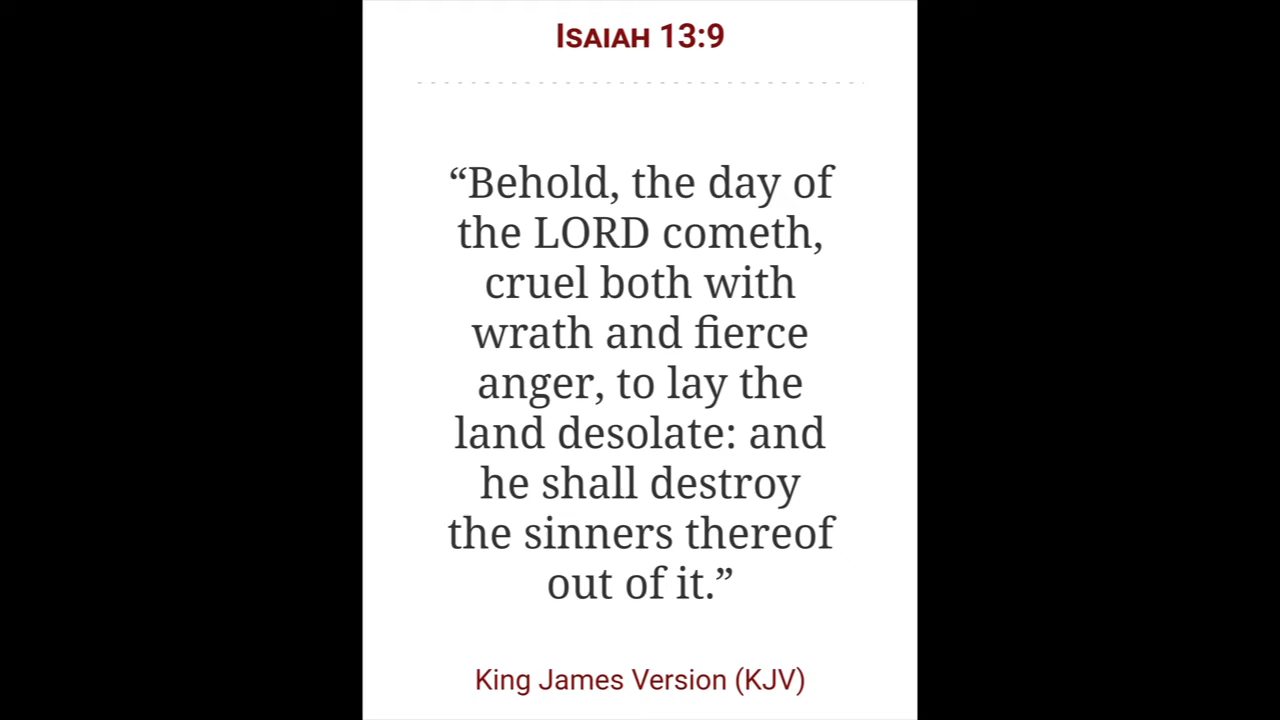 Isaiah 13:9
“Behold, the day of
the LORD cometh,
cruel both with
wrath and fierce
anger, to lay the
land desolate: and
he shall destroy
the sinners thereof
out of it.”
King James Version (KJV)